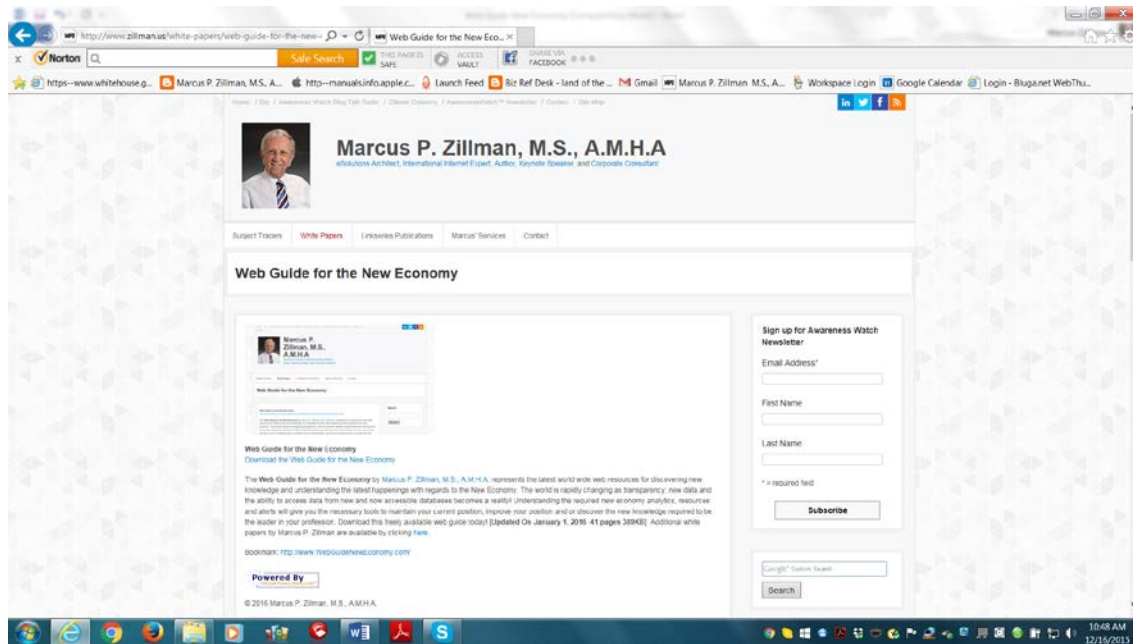 http://www.zillman.us/white-papers/web-guide-for-the-new-
Web Guide for the New Eco...
Norton
Safe Search
THIS PAGE IS SAFE
ACCESS VAULT
SHARE VIA FACEBOOK
https--www.whitehouse.g...
Marcus P. Zillman, M.S., A...
http--manuals.info.apple.c...
Launch Feed
Biz Ref Desk - land of the ...
Gmail
Marcus P. Zillman M.S., A...
Workspace Login
Google Calendar
Login - Bluga.net WebThu...
Marcus P. Zillman, M.S., A.M.H.A
eSolutions Architect, International Internet Expert, Author, Keynote Speaker, and Corporate Consultant
Subject Tracers
White Papers
Linkseries Publications
Marcus' Services
Contact
Web Guide for the New Economy
Marcus P.
Zillman, M.S.,
A.M.H.A
Web Guide for the New Economy
Web Guide for the New Economy
Download the Web Guide for the New Economy
The Web Guide for the New Economy by Marcus P. Zillman, M.S., A.M.H.A. represents the latest world wide web resources for discovering new
knowledge and understanding the latest happenings with regards to the New Economy. The world is rapidly changing as transparency, new data and
the ability to access data from new and now accessible databases becomes a reality! Understanding the required new economy analytics, resources
and alerts will give you the necessary tools to maintain your current position, improve your position and or discover the new knowledge required to be
the leader in your profession. Download this freely available web guide today! [Updated On January 1, 2016 41 pages 389KB] Additional white
papers by Marcus P. Zillman are available by clicking here.
Bookmark: http://www.WebGuideNewEconomy.com/
Powered By
© 2016 Marcus P. Zillman, M.S., A.M.H.A.
Sign up for Awareness Watch
Newsletter
Email Address*
First Name
Last Name
* = required field
Subscribe
Google™ Custom Search
Search
10:48 AM
12/16/2015